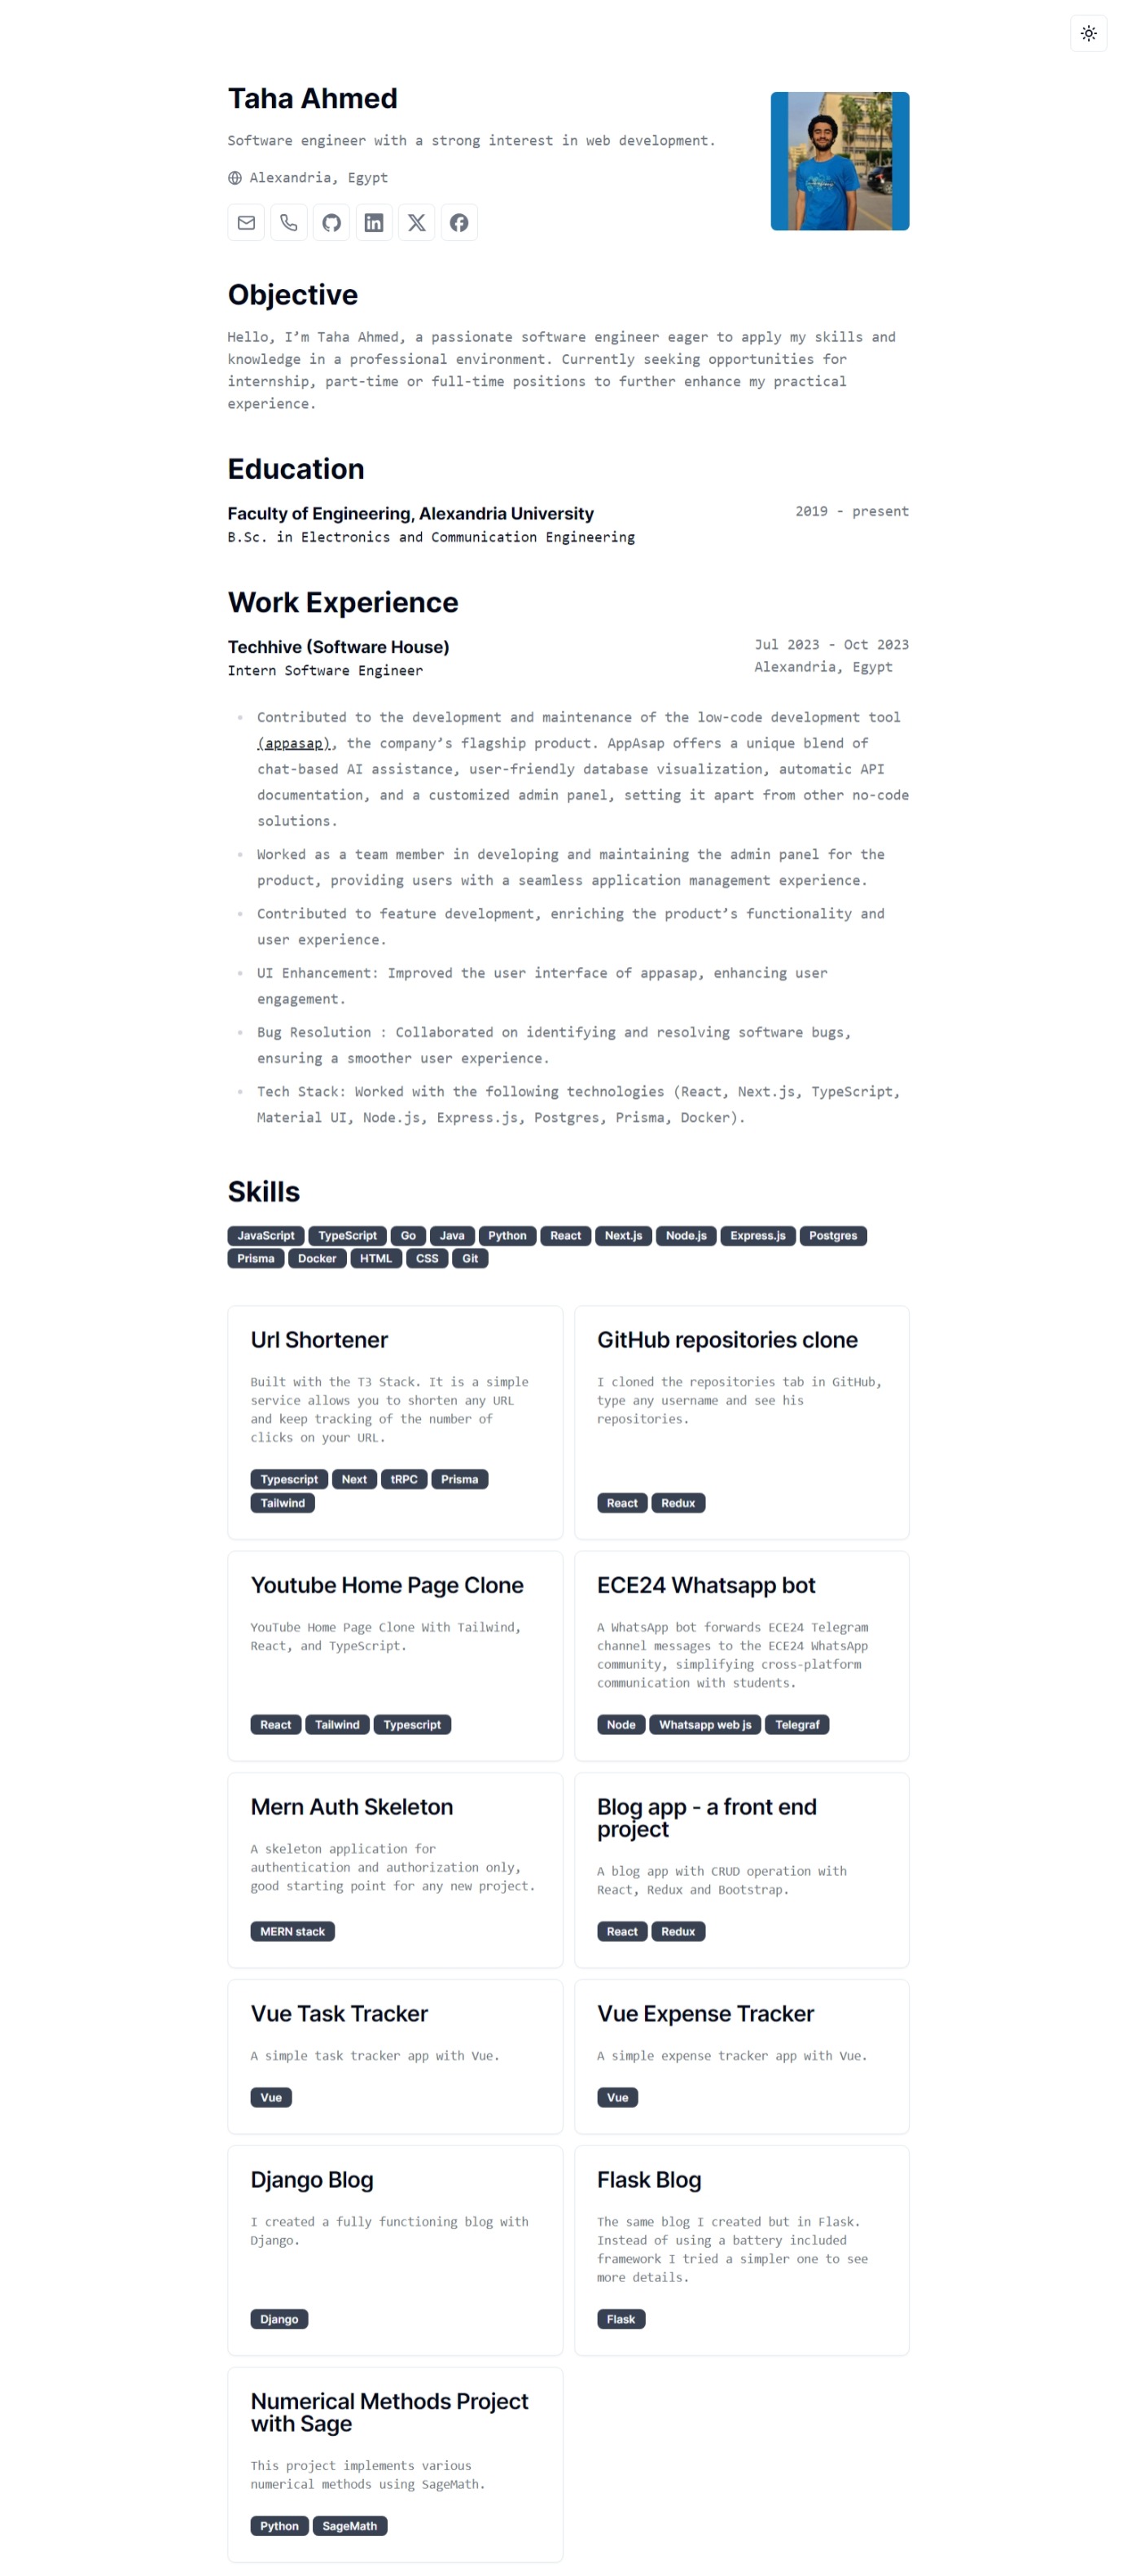 Taha Ahmed
Software engineer with a strong interest in web development.
Alexandria, Egypt
Objective
Hello, I’m Taha Ahmed, a passionate software engineer eager to apply my skills and
knowledge in a professional environment. Currently seeking opportunities for
internship, part-time or full-time positions to further enhance my practical
experience.
Education
Faculty of Engineering, Alexandria University
2019 - present
B.Sc. in Electronics and Communication Engineering
Work Experience
Techhive (Software House)
Jul 2023 - Oct 2023
Intern Software Engineer
Alexandria, Egypt
Contributed to the development and maintenance of the low-code development tool
(appasap), the company’s flagship product. AppAsap offers a unique blend of
chat-based AI assistance, user-friendly database visualization, automatic API
documentation, and a customized admin panel, setting it apart from other no-code
solutions.
Worked as a team member in developing and maintaining the admin panel for the
product, providing users with a seamless application management experience.
Contributed to feature development, enriching the product’s functionality and
user experience.
UI Enhancement: Improved the user interface of appasap, enhancing user
engagement.
Bug Resolution : Collaborated on identifying and resolving software bugs,
ensuring a smoother user experience.
Tech Stack: Worked with the following technologies (React, Next.js, TypeScript,
Material UI, Node.js, Express.js, Postgres, Prisma, Docker).
Skills
JavaScript TypeScript Go Java Python React Next.js Node.js Express.js Postgres
Prisma Docker HTML CSS Git
Url Shortener
Built with the T3 Stack. It is a simple
service allows you to shorten any URL
and keep tracking of the number of
clicks on your URL.
Typescript Next tRPC Prisma
Tailwind
GitHub repositories clone
I cloned the repositories tab in GitHub,
type any username and see his
repositories.
React Redux
Youtube Home Page Clone
YouTube Home Page Clone With Tailwind,
React, and TypeScript.
React Tailwind Typescript
ECE24 Whatsapp bot
A WhatsApp bot forwards ECE24 Telegram
channel messages to the ECE24 WhatsApp
community, simplifying cross-platform
communication with students.
Node Whatsapp web js Telegraf
Mern Auth Skeleton
A skeleton application for
authentication and authorization only,
good starting point for any new project.
MERN stack
Blog app - a front end
project
A blog app with CRUD operation with
React, Redux and Bootstrap.
React Redux
Vue Task Tracker
A simple task tracker app with Vue.
Vue
Vue Expense Tracker
A simple expense tracker app with Vue.
Vue
Django Blog
I created a fully functioning blog with
Django.
Django
Flask Blog
The same blog I created but in Flask.
Instead of using a battery included
framework I tried a simpler one to see
more details.
Flask
Numerical Methods Project
with Sage
This project implements various
numerical methods using SageMath.
Python SageMath